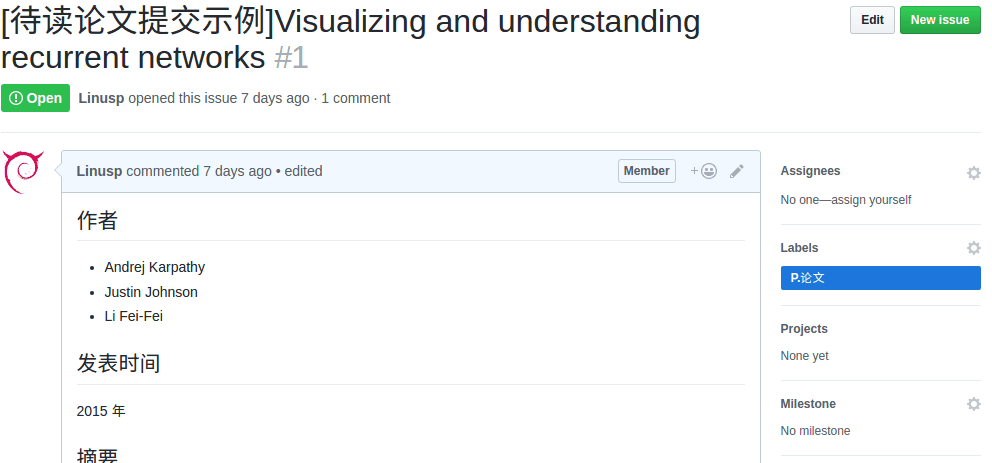 [待读论文提交示例]Visualizing and understanding
recurrent networks #1
Edit
New issue
Open
Linusp opened this issue 7 days ago · 1 comment
Linusp commented 7 days ago • edited
Member
作者
• Andrej Karpathy
• Justin Johnson
• Li Fei-Fei
发表时间
2015 年
摘要
Assignees
No one—assign yourself
Labels
P.论文
Projects
None yet
Milestone
No milestone